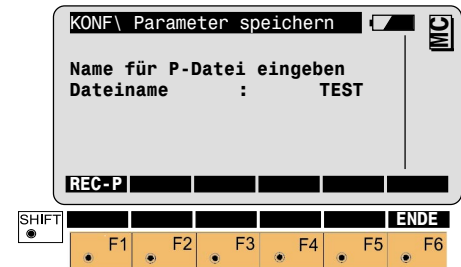 KONF\ Parameter speichern
MC
Name für P-Datei eingeben
Dateiname : TEST
REC-P
SHIFT
ENDE
F1 F2 F3 F4 F5 F6